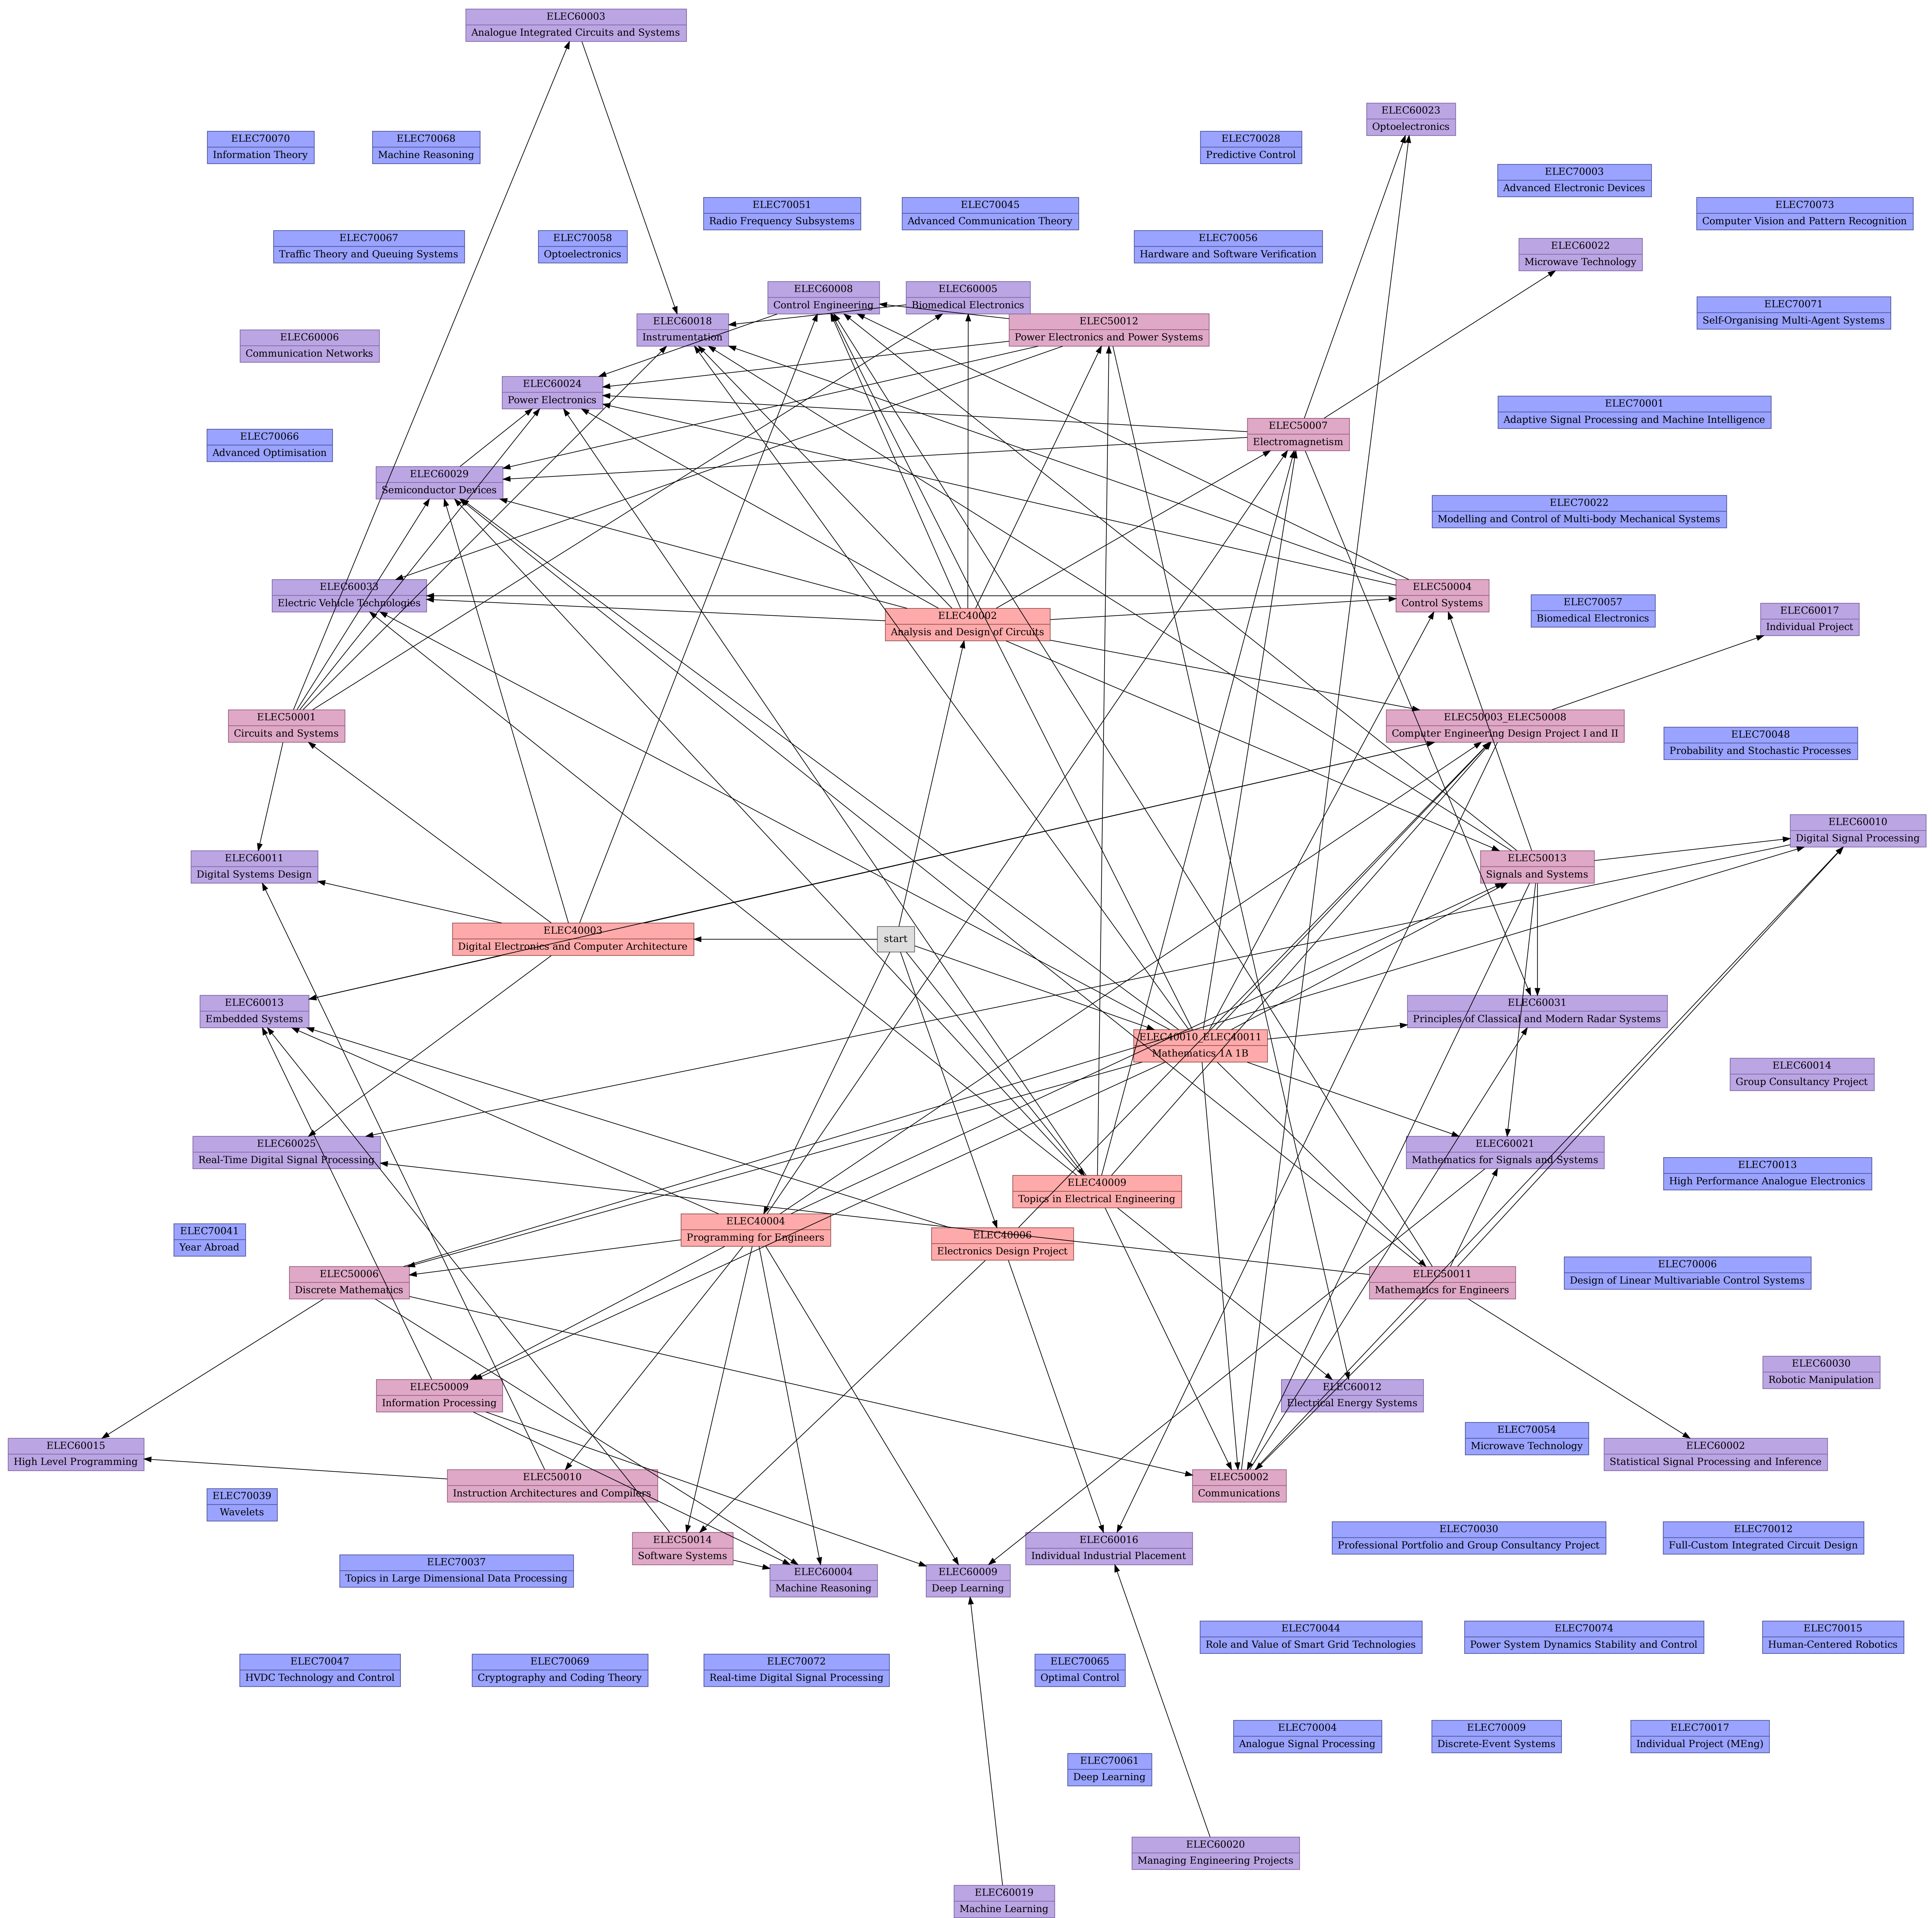 ELEC60003
Analogue Integrated Circuits and Systems
ELEC60023
Optoelectronics
ELEC70070
Information Theory
ELEC70068
Machine Reasoning
ELEC70028
Predictive Control
ELEC70003
Advanced Electronic Devices
ELEC70051
Radio Frequency Subsystems
ELEC70045
Advanced Communication Theory
ELEC70073
Computer Vision and Pattern Recognition
ELEC70067
Traffic Theory and Queuing Systems
ELEC70058
Optoelectronics
ELEC70056
Hardware and Software Verification
ELEC60022
Microwave Technology
ELEC60008
Control Engineering
ELEC60005
Biomedical Electronics
ELEC70071
Self-Organising Multi-Agent Systems
ELEC60018
Instrumentation
ELEC50012
Power Electronics and Power Systems
ELEC60006
Communication Networks
ELEC60024
Power Electronics
ELEC70001
Adaptive Signal Processing and Machine Intelligence
ELEC50007
Electromagnetism
ELEC70066
Advanced Optimisation
ELEC60029
Semiconductor Devices
ELEC70022
Modelling and Control of Multi-body Mechanical Systems
ELEC60033
Electric Vehicle Technologies
ELEC50004
Control Systems
ELEC70057
Biomedical Electronics
ELEC60017
Individual Project
ELEC40002
Analysis and Design of Circuits
ELEC50001
Circuits and Systems
ELEC50003_ELEC50008
Computer Engineering Design Project I and II
ELEC70048
Probability and Stochastic Processes
ELEC60010
Digital Signal Processing
ELEC60011
Digital Systems Design
ELEC50013
Signals and Systems
ELEC40003
Digital Electronics and Computer Architecture
start
ELEC60013
Embedded Systems
ELEC60031
Principles of Classical and Modern Radar Systems
ELEC40010_ELEC40011
Mathematics 1A 1B
ELEC60014
Group Consultancy Project
ELEC60025
Real-Time Digital Signal Processing
ELEC60021
Mathematics for Signals and Systems
ELEC70013
High Performance Analogue Electronics
ELEC40009
Topics in Electrical Engineering
ELEC70041
Year Abroad
ELEC40004
Programming for Engineers
ELEC40006
Electronics Design Project
ELEC50006
Discrete Mathematics
ELEC50011
Mathematics for Engineers
ELEC70006
Design of Linear Multivariable Control Systems
ELEC60030
Robotic Manipulation
ELEC50009
Information Processing
ELEC60012
Electrical Energy Systems
ELEC70054
Microwave Technology
ELEC60015
High Level Programming
ELEC60002
Statistical Signal Processing and Inference
ELEC50010
Instruction Architectures and Compilers
ELEC50002
Communications
ELEC70039
Wavelets
ELEC50014
Software Systems
ELEC60016
Individual Industrial Placement
ELEC70030
Professional Portfolio and Group Consultancy Project
ELEC70012
Full-Custom Integrated Circuit Design
ELEC70037
Topics in Large Dimensional Data Processing
ELEC60004
Machine Reasoning
ELEC60009
Deep Learning
ELEC70044
Role and Value of Smart Grid Technologies
ELEC70074
Power System Dynamics Stability and Control
ELEC70015
Human-Centered Robotics
ELEC70047
HVDC Technology and Control
ELEC70069
Cryptography and Coding Theory
ELEC70072
Real-time Digital Signal Processing
ELEC70065
Optimal Control
ELEC70004
Analogue Signal Processing
ELEC70009
Discrete-Event Systems
ELEC70017
Individual Project (MEng)
ELEC70061
Deep Learning
ELEC60020
Managing Engineering Projects
ELEC60019
Machine Learning